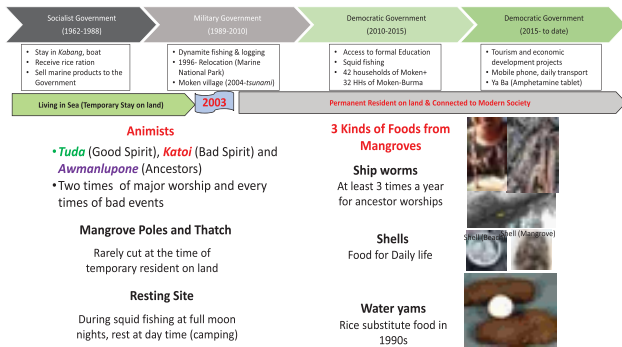 Socialist Government
(1962-1988)
Military Government
(1989-2010)
Democratic Government
(2010-2015)
Democratic Government
(2015- to date)
• Stay in Kabang, boat
• Receive rice ration
• Sell marine products to the
Government
• Dynamite fishing & logging
• 1996- Relocation (Marine
National Park)
• Moken village (2004-tsunami)
• Access to formal Education
• Squid fishing
• 42 households of Moken+
32 HHs of Moken-Burma
• Tourism and economic
development projects
• Mobile phone, daily transport
• Ya Ba (Amphetamine tablet)
Living in Sea (Temporary Stay on land)
2003
Permanent Resident on land & Connected to Modern Society
Animists
• Tuda (Good Spirit), Katoi (Bad Spirit) and
Awmanlupone (Ancestors)
• Two times of major worship and every
times of bad events
Mangrove Poles and Thatch
Rarely cut at the time of
temporary resident on land
Resting Site
During squid fishing at full moon
nights, rest at day time (camping)
3 Kinds of Foods from
Mangroves
Ship worms
At least 3 times a year
for ancestor worships
Shells
Food for Daily life
Water yams
Rice substitute food in
1990s
Shell (Mangrove)